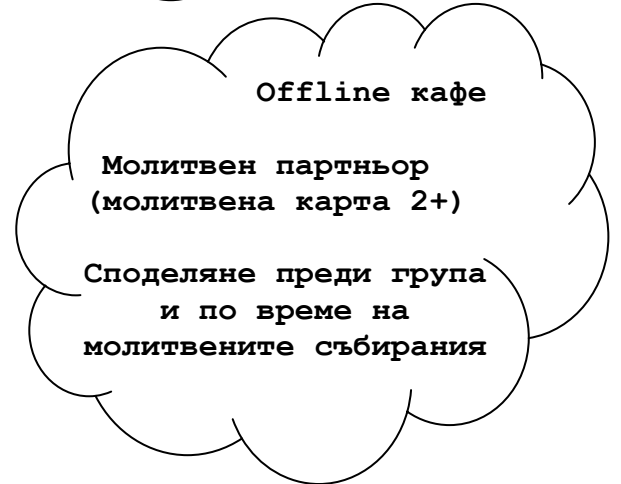 Offline кафе
Молитвен партньор
(молитвена карта 2+)
Споделяне преди група
и по време на
молитвените събирания